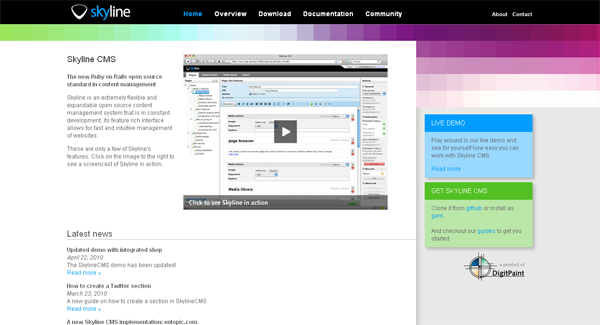 skyline
Home Overview Download Documentation Community
About Contact
Skyline CMS
The new Ruby on Rails open source
standard in content management
Skyline is an extremely flexible and
expandable open source content
management system that is in constant
development. Its feature rich interface
allows for fast and intuitive management
of websites.
These are only a few of Skyline's
features. Click on the image to the right to
see a screencast of Skyline in action.
page browser
Media library
Click to see Skyline in action
LIVE DEMO
Play around in our live demo and
see for yourself how easy you can
work with Skyline CMS.
Read more
GET SKYLINE CMS
Clone it from github or install as
gem.
And checkout our guides to get you
started
a product of
DigitPaint
Latest news
Updated demo with integrated shop
April 22, 2010
The SkylineCMS demo has been updated!
Read more »
How to create a Twitter section
March 23, 2010
A new guide on how to create a section in SkylineCMS
Read more »
A new Skyline CMS implementation: entopic.com